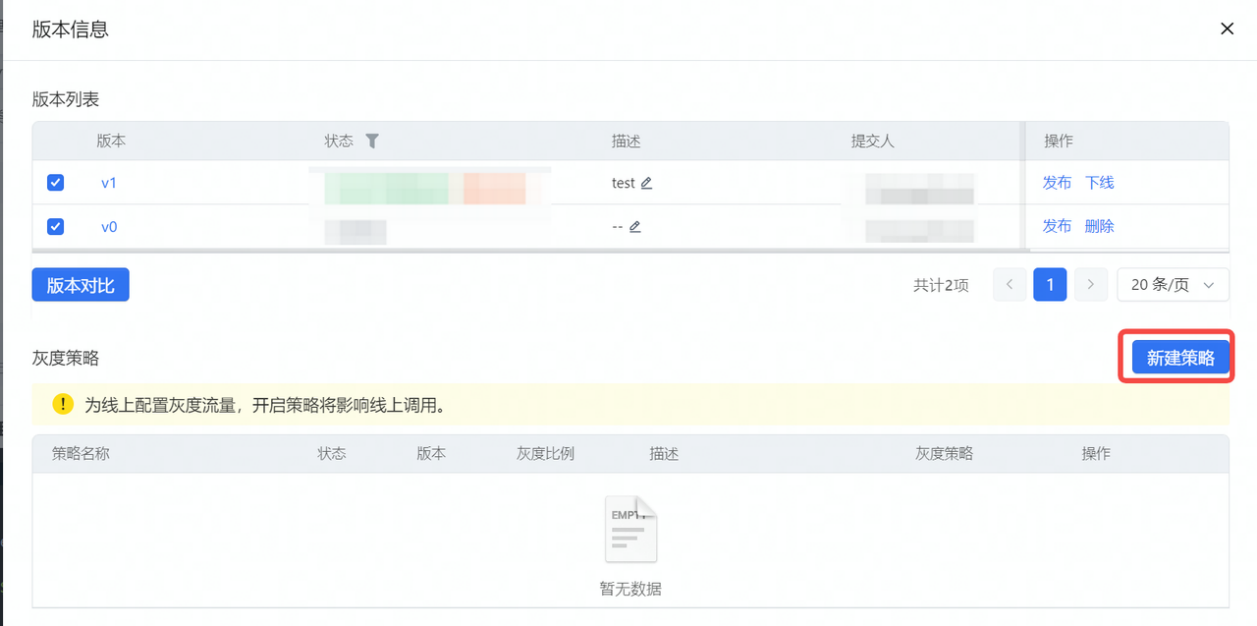 版本信息
版本列表
版本 状态 描述 提交人 操作
v1 test 发布 下线
v0 -- 发布 删除
版本对比 共计2项 1 20 条/页
灰度策略 新建策略
! 为线上配置灰度流量，开启策略将影响线上调用。
策略名称 状态 版本 灰度比例 描述 灰度策略 操作
EMPTY
暂无数据